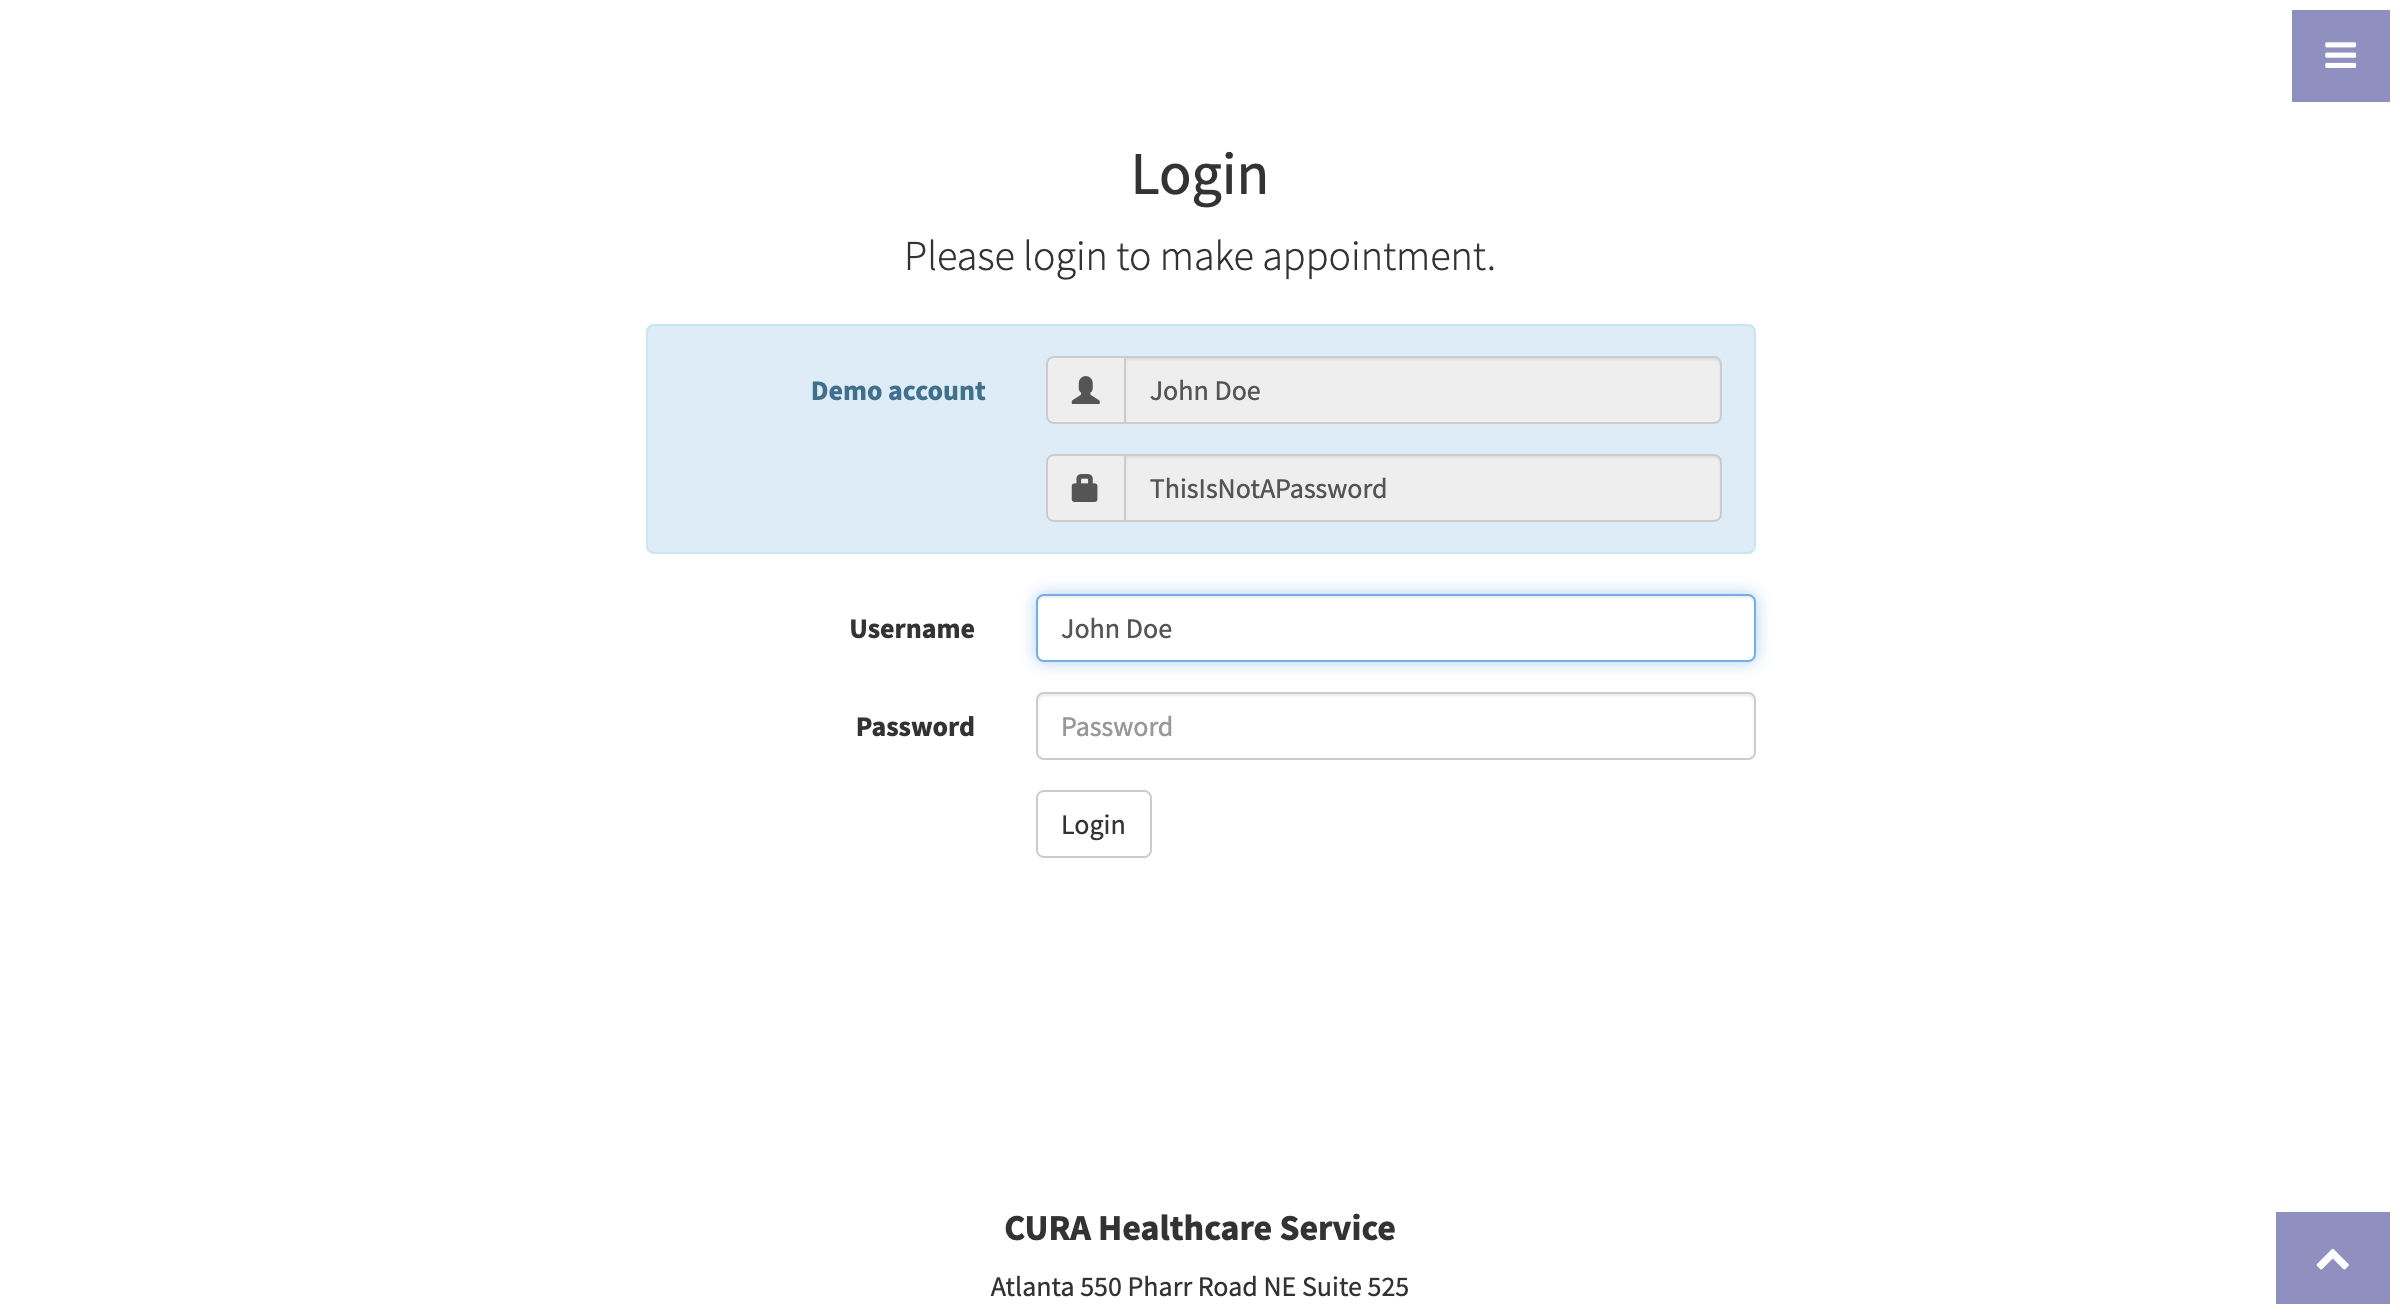 Login
Please login to make appointment.
Demo account
John Doe
ThisIsNotAPassword
Username
John Doe
Password
Password
Login
CURA Healthcare Service
Atlanta 550 Pharr Road NE Suite 525